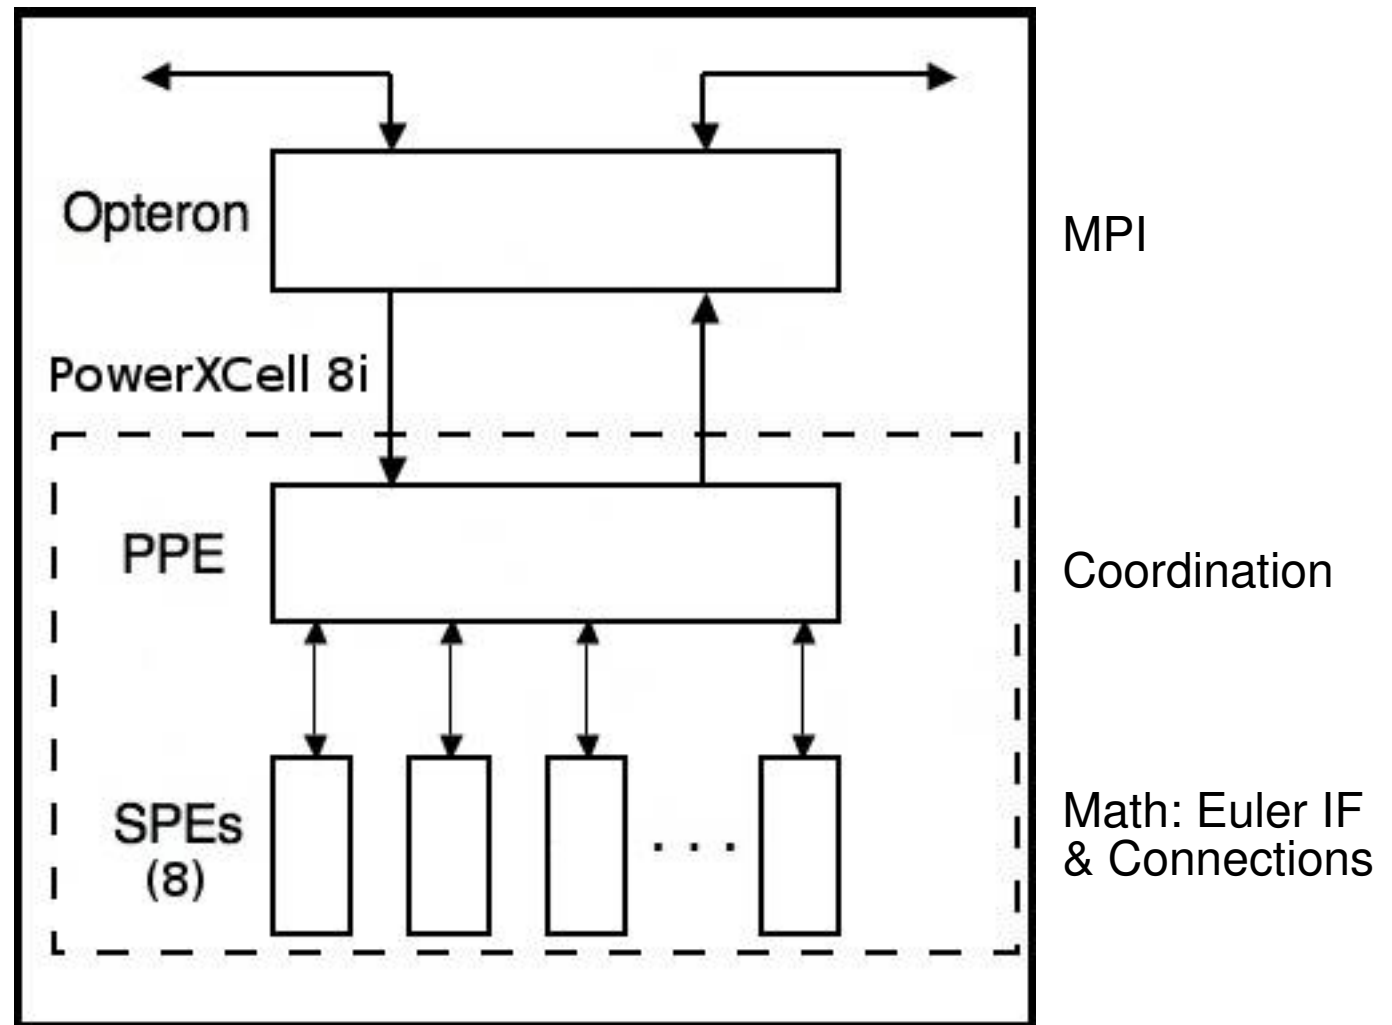 Opteron
MPI
PowerXCell 8i
PPE
Coordination
SPEs
(8)
. . .
Math: Euler IF
& Connections